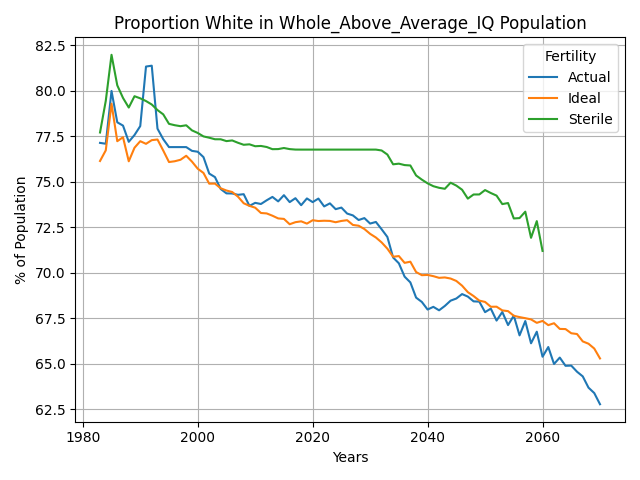 Proportion White in Whole_Above_Average_IQ Population
Fertility
Actual
Ideal
Sterile
% of Population
82.5
80.0
77.5
75.0
72.5
70.0
67.5
65.0
62.5
1980
2000
2020
2040
2060
Years